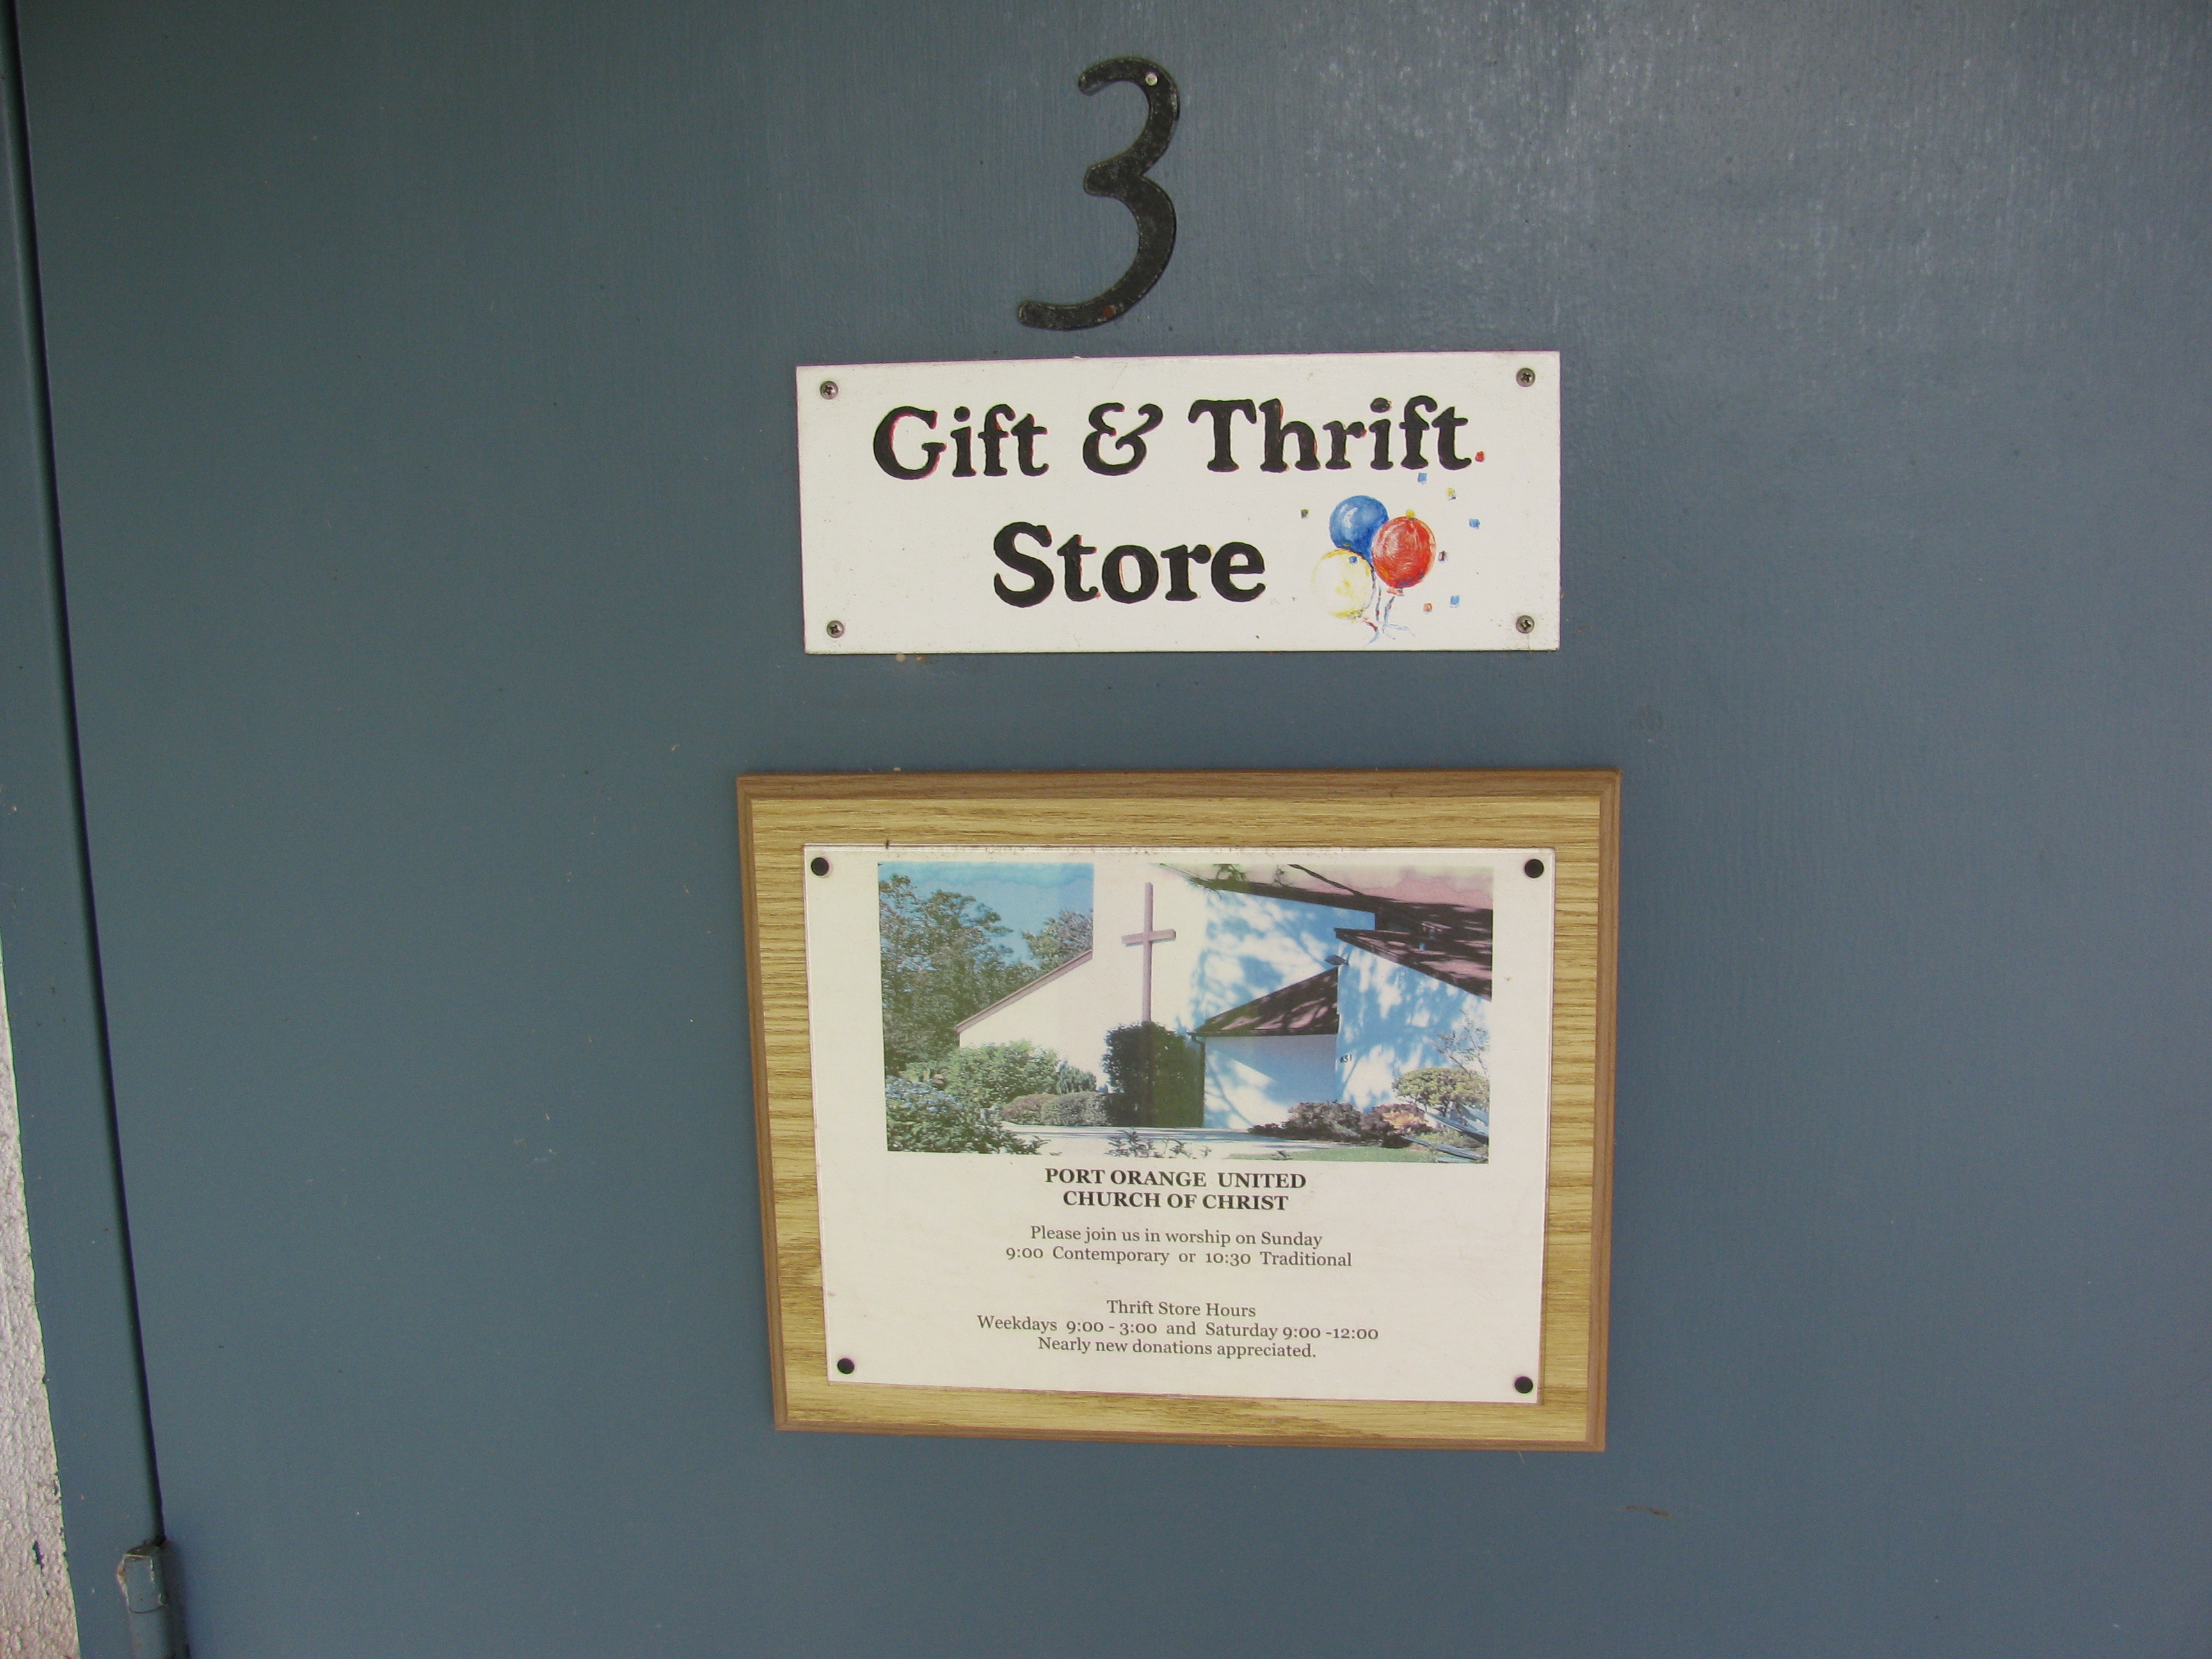 3
Gift & Thrift
Store
PORT ORANGE UNITED
CHURCH OF CHRIST
Please join us in worship on Sunday
9:00 Contemporary or 10:30 Traditional
Thrift Store Hours
Weekdays 9:00 - 3:00 and Saturday 9:00 -12:00
Nearly new donations appreciated.